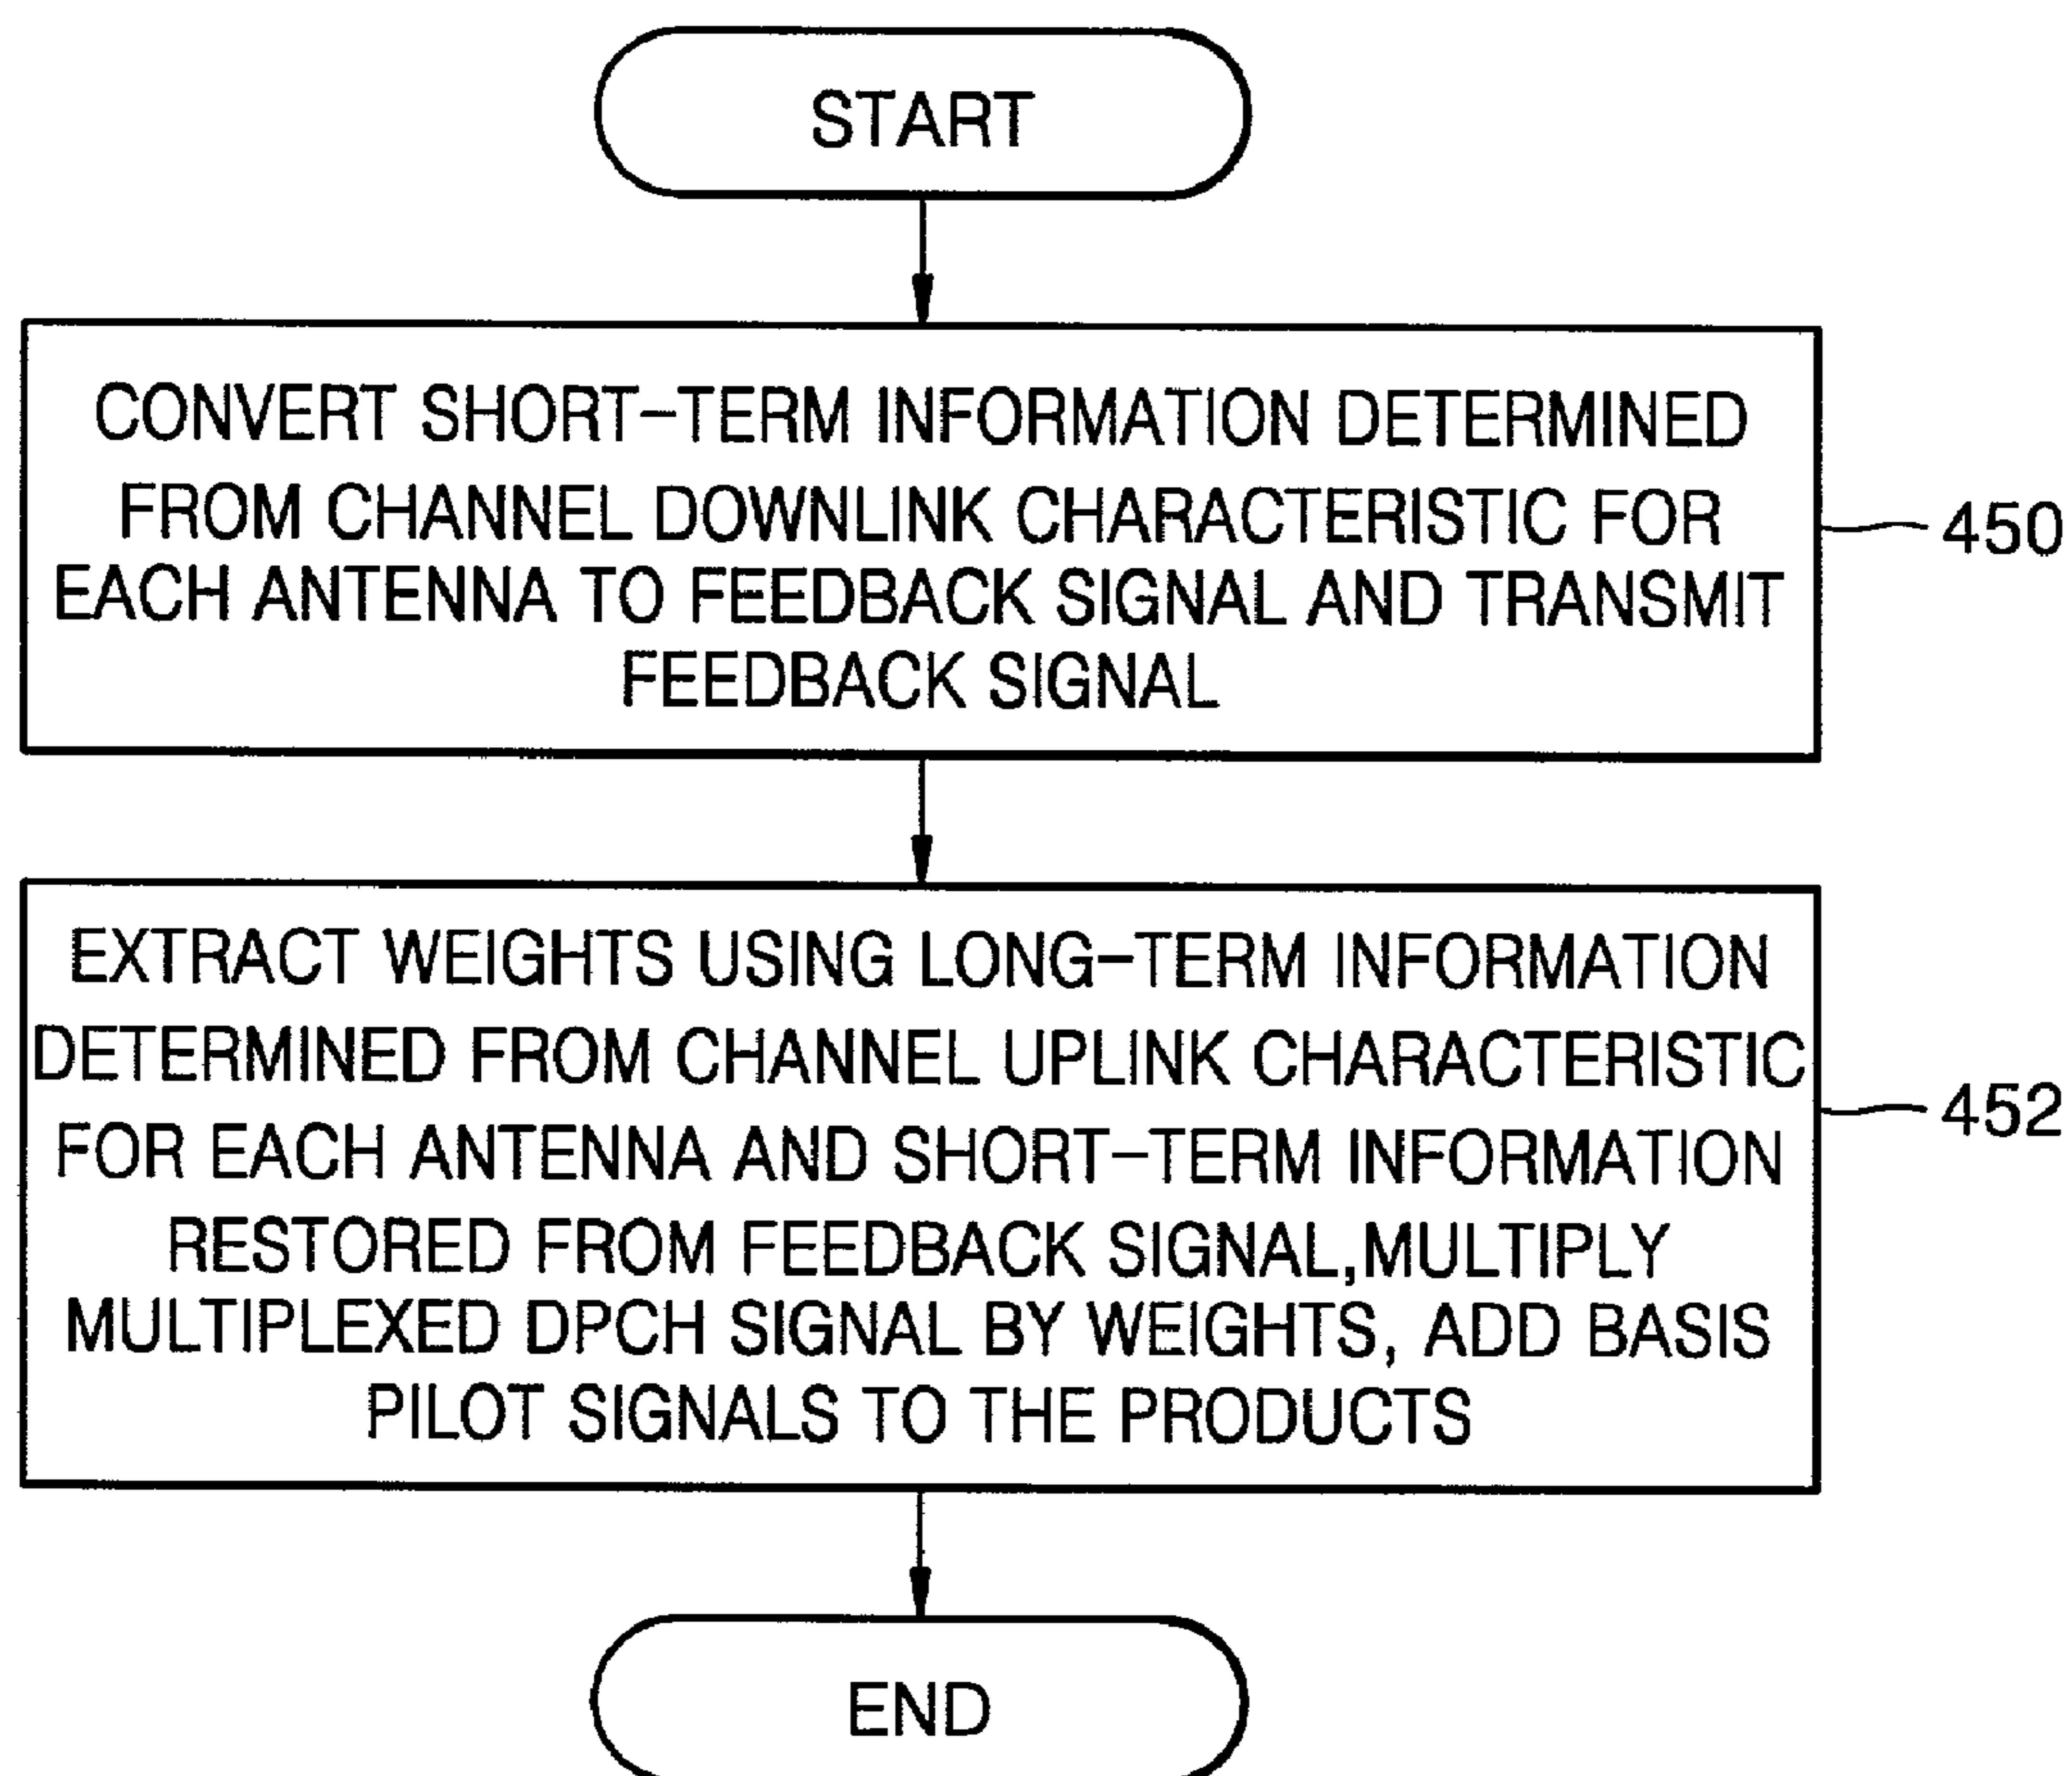 START
CONVERT SHORT-TERM INFORMATION DETERMINED
FROM CHANNEL DOWNLINK CHARACTERISTIC FOR
EACH ANTENNA TO FEEDBACK SIGNAL AND TRANSMIT
FEEDBACK SIGNAL
450
EXTRACT WEIGHTS USING LONG-TERM INFORMATION
DETERMINED FROM CHANNEL UPLINK CHARACTERISTIC
FOR EACH ANTENNA AND SHORT-TERM INFORMATION
RESTORED FROM FEEDBACK SIGNAL,MULTIPLY
MULTIPLEXED DPCH SIGNAL BY WEIGHTS, ADD BASIS
PILOT SIGNALS TO THE PRODUCTS
452
END